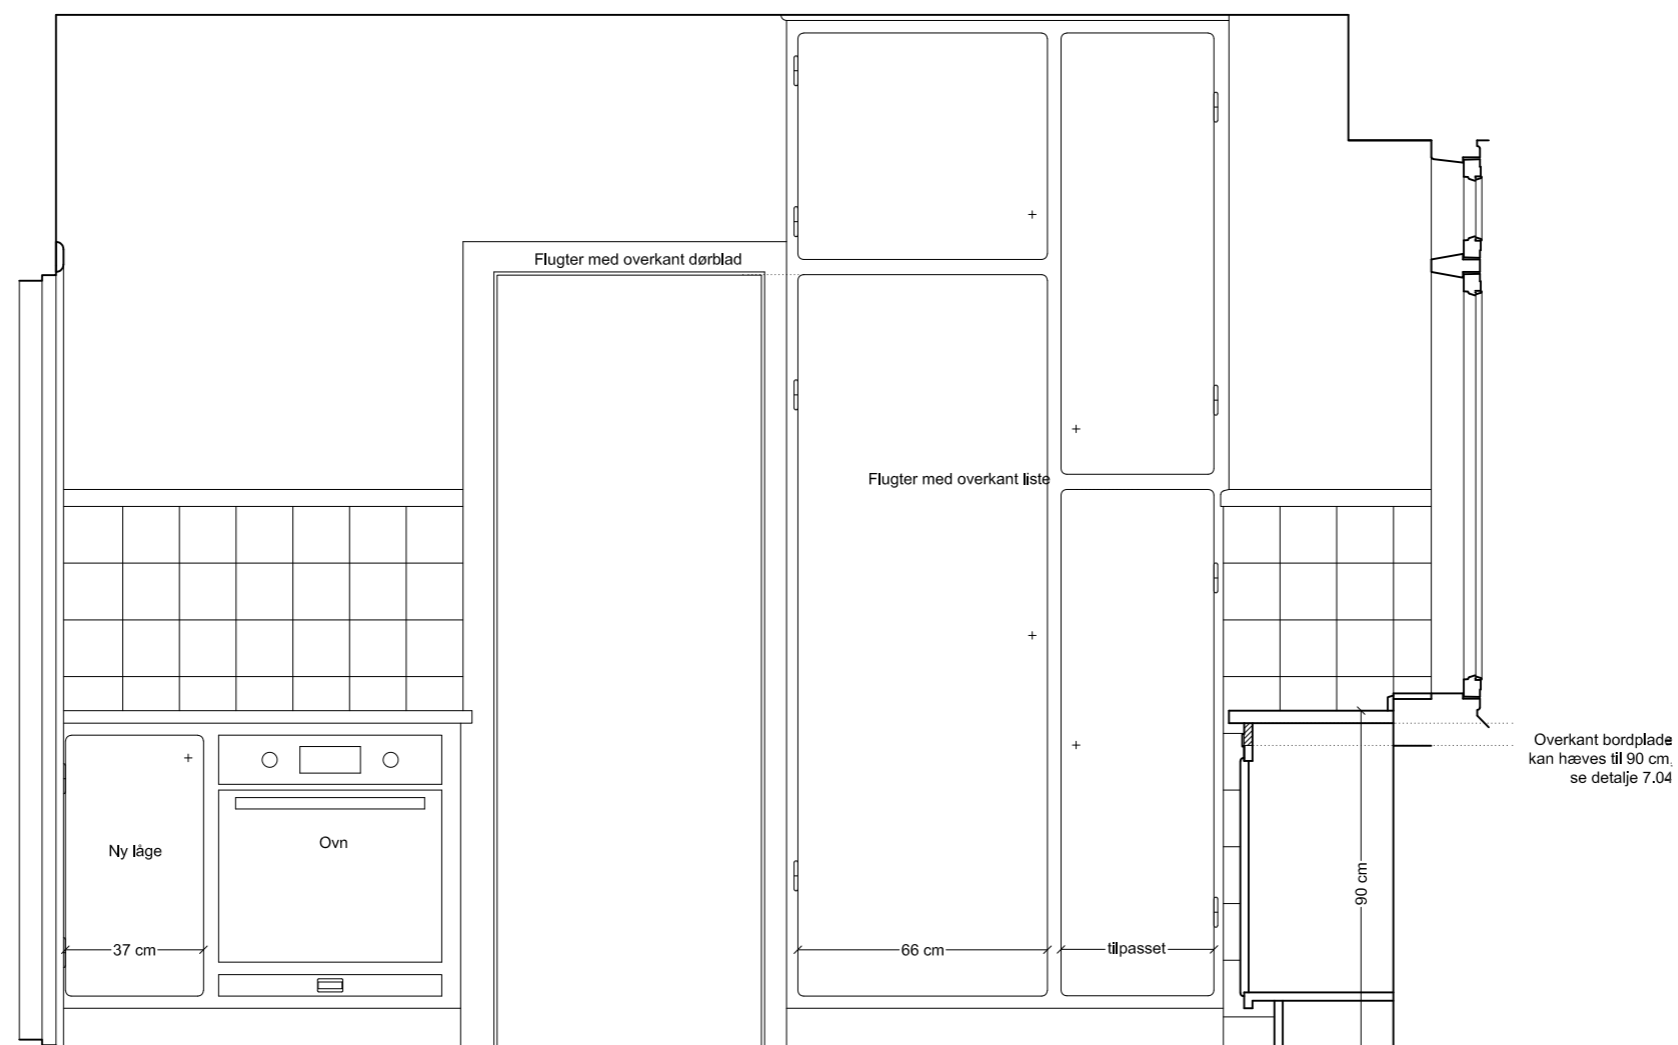 Flugter med overkant dørblad
Flugter med overkant liste
Overkant bordplade
kan hæves til 90 cm,
se detalje 7.04
Ny låge
Ovn
90 cm
37 cm
66 cm
tilpasset